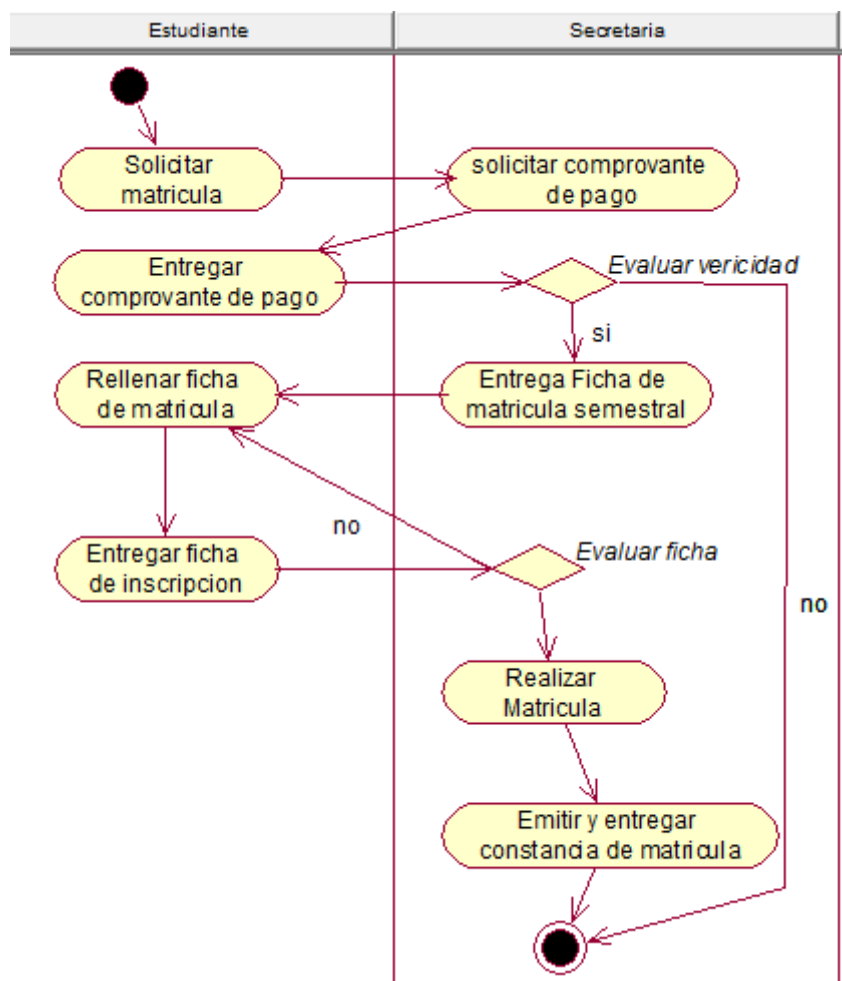 Estudiante
Secretaria
Solicitar
matricula
solicitar comprovante
de pago
Entregar
comprovante de pago
Evaluar vericidad
si
Rellenar ficha
de matricula
Entrega Ficha de
matricula semestral
no
Entregar ficha
de inscripcion
Evaluar ficha
no
Realizar
Matricula
Emitir y entregar
constancia de matricula